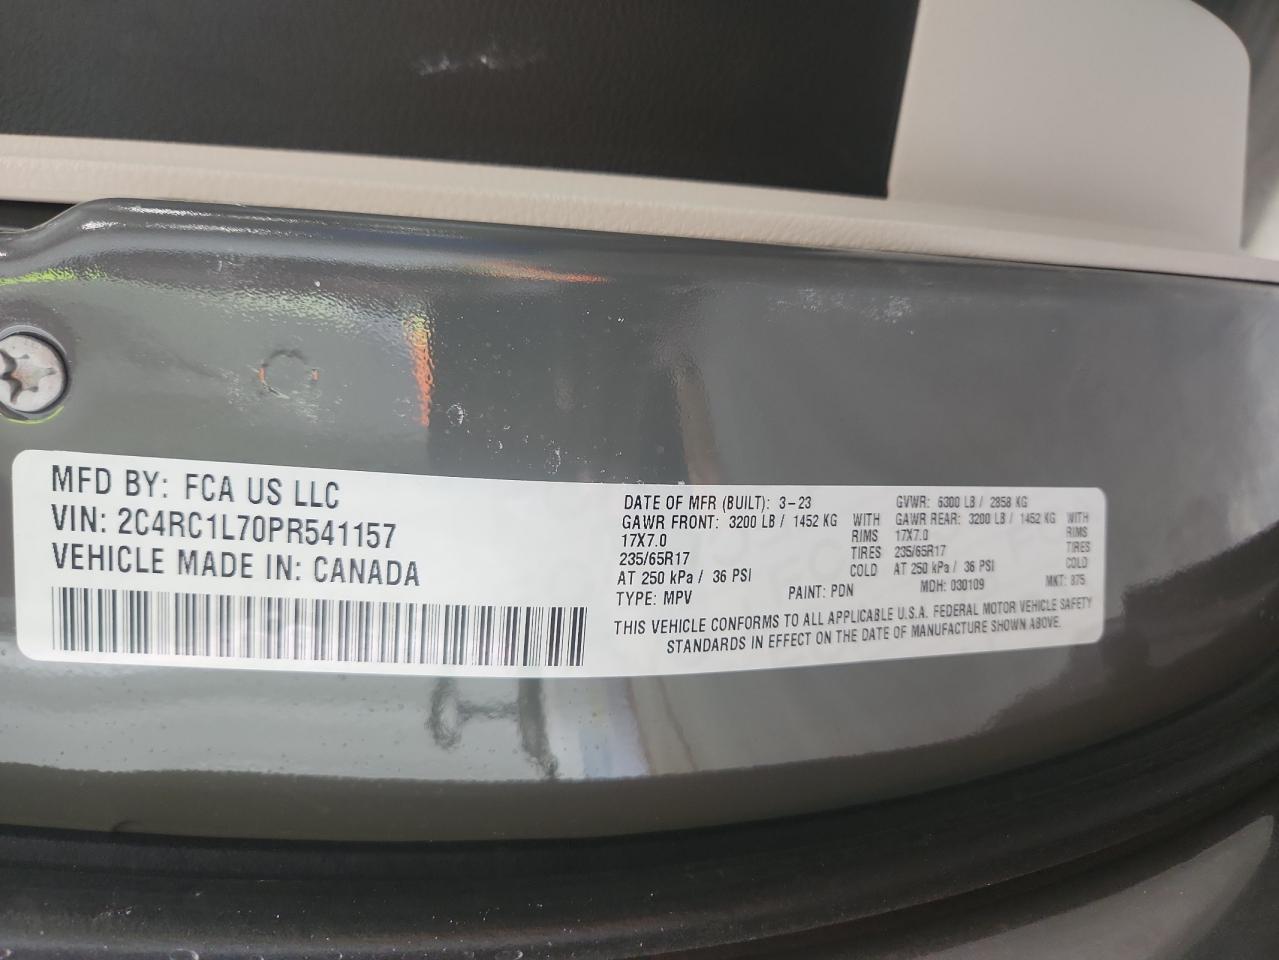 MFD BY: FCA US LLC
VIN: 2C4RC1L70PR541157
VEHICLE MADE IN: CANADA
DATE OF MFR (BUILT): 3-23 GVWR: 6300 LB / 2858 KG
GAWR FRONT: 3200 LB / 1452 KG WITH GAWR REAR: 3200 LB / 1452 KG WITH
17X7.0 RIMS 17X7.0 RIMS
235/65R17 TIRES 235/65R17 TIRES
AT 250 kPa / 36 PSI COLD AT 250 kPa / 36 PSI COLD
TYPE: MPV PAINT: PDN MDH: 030109 MKT: 875
THIS VEHICLE CONFORMS TO ALL APPLICABLE U.S.A. FEDERAL MOTOR VEHICLE SAFETY
STANDARDS IN EFFECT ON THE DATE OF MANUFACTURE SHOWN ABOVE.